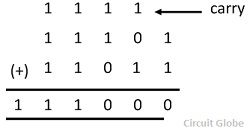 1 1 1 1 carry
1 1 1 0 1
(+) 1 1 0 1 1
1 1 1 0 0 0
Circuit Globe